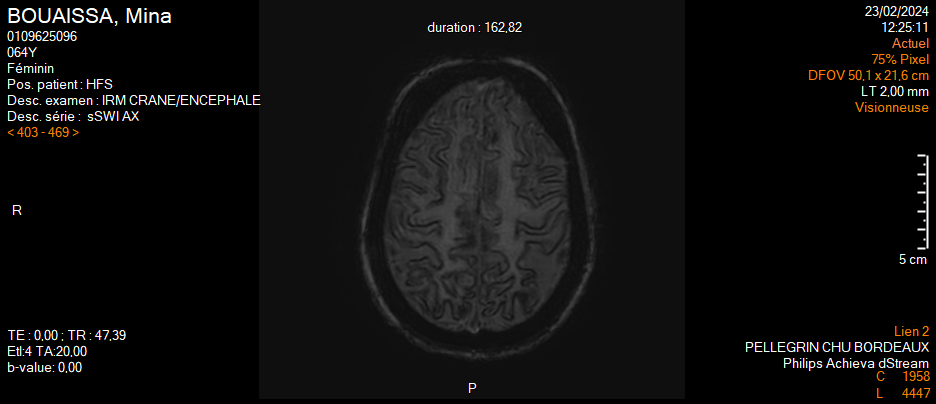 BOUAISSA, Mina
0109625096
064Y
Féminin
Pos. patient : HFS
Desc. examen : IRM CRANE/ENCEPHALE
Desc. série : sSWI AX
< 403 - 469 >
duration : 162,82
23/02/2024
12:25:11
Actuel
75% Pixel
DFOV 50,1 x 21,6 cm
LT 2,00 mm
Visionneuse
R
5 cm
TE : 0,00 ; TR : 47,39
Etl:4 TA:20,00
b-value: 0,00
P
Lien 2
PELLEGRIN CHU BORDEAUX
Philips Achieva dStream
C 1958
L 4447